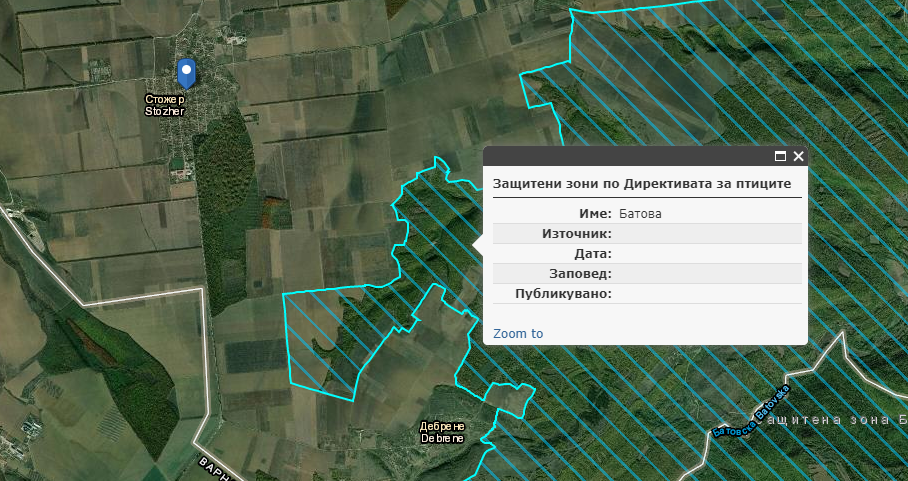 Стожер
Stozher
Защитени зони по Директивата за птиците
Име: Батова
Източник:
Дата:
Заповед:
Публикувано:
Zoom to
Дебрене
Debrene
Батовска Batovska
Защитена зона Б
ВАРН